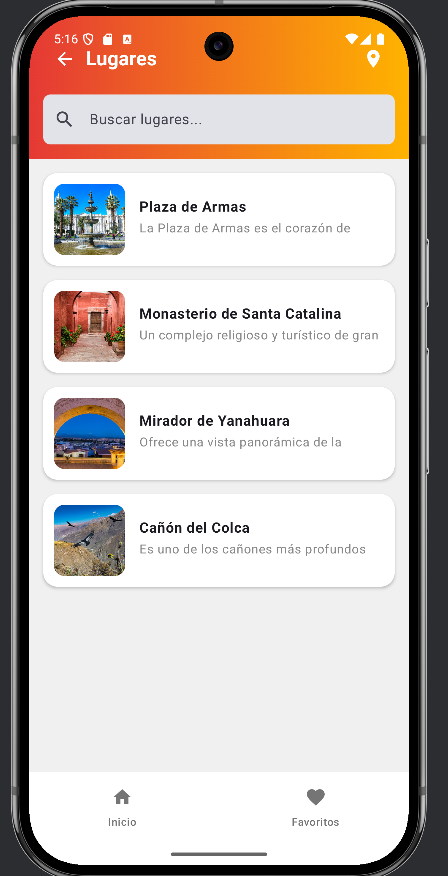 5:16
Lugares
Buscar lugares...
Plaza de Armas
La Plaza de Armas es el corazón de
Monasterio de Santa Catalina
Un complejo religioso y turístico de gran
Mirador de Yanahuara
Ofrece una vista panorámica de la
Cañón del Colca
Es uno de los cañones más profundos
Inicio
Favoritos